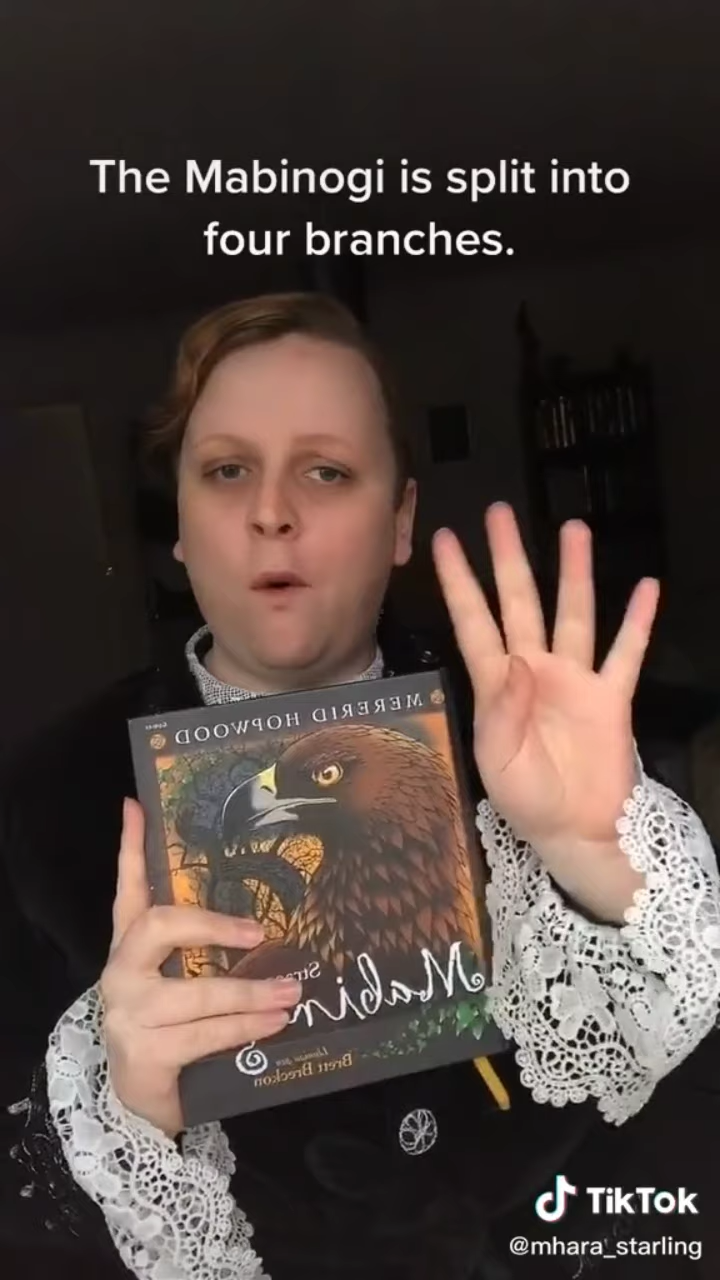 The Mabinogi is split into
four branches.
MERERID HOPWOOD
Brett Breckon
TikTok
@mhara_starling